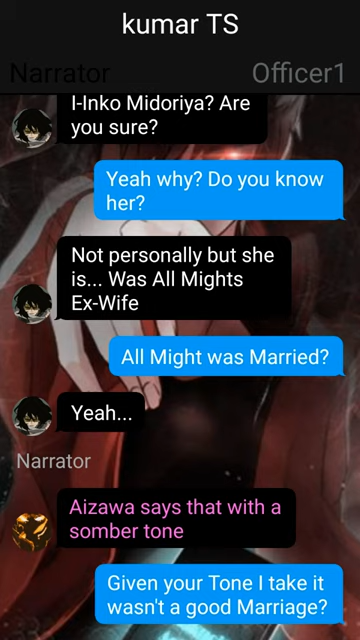 kumar TS
Narrator
Officer1
I-Inko Midoriya? Are
you sure?
Yeah why? Do you know
her?
Not personally but she
is... Was All Mights
Ex-Wife
All Might was Married?
Yeah...
Narrator
Aizawa says that with a
somber tone
Given your Tone I take it
wasn't a good Marriage?